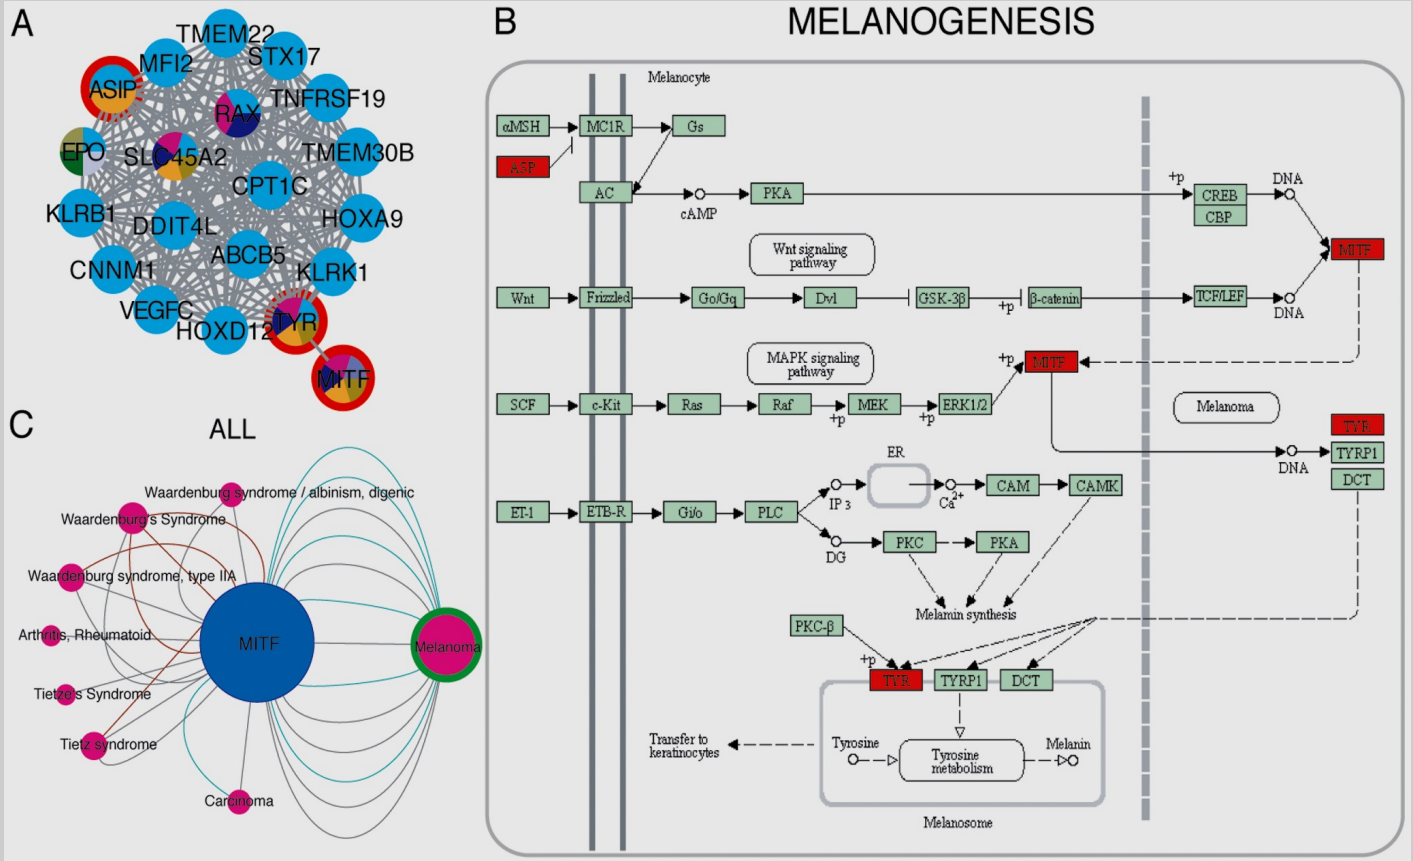 A
TMEM22
STX17
MFI2
ASIP
TNFRSF19
RAX
EPO
SLC45A2
TMEM30B
CPT1C
KLRB1
DDIT4L
HOXA9
ABCB5
CNNM1
KLRK1
VEGFC
HOXD12
TYR
MITF
B
MELANOGENESIS
Melanocyte
αMSH
MC1R
Gs
ASP
AC
cAMP
PKA
+p
CREB
CBP
DNA
MITF
Wnt signaling
pathway
Wnt
Frizzled
Go/Gq
Dvl
GSK-3β
+p
β-catenin
TCF/LEF
DNA
MAPK signaling
pathway
+p
MITF
SCF
c-Kit
Ras
Raf
+p
MEK
+p
ERK1/2
Melanoma
TYR
TYRP1
DCT
DNA
ER
IP3
Ca2+
CAM
CAMK
ET-1
ETB-R
Gi/o
PLC
DG
PKC
PKA
Melamin synthesis
PKC-β
+p
TYR
TYRP1
DCT
Transfer to
keratinocytes
Tyrosine
Tyrosine
metabolism
Melanin
Melanosome
C
ALL
Waardenburg syndrome / albinism, digenic
Waardenburg's Syndrome
Waardenburg syndrome, type IIA
Arthritis, Rheumatoid
MITF
Melanoma
Tietze's Syndrome
Tietz syndrome
Carcinoma